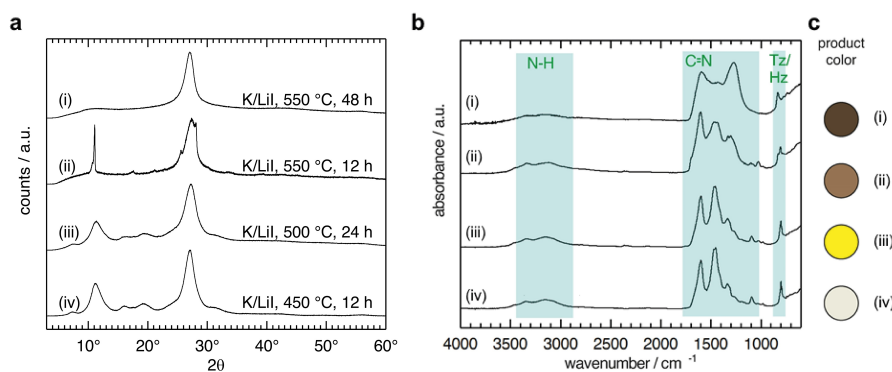 a
counts / a.u.
(i)
K/LiI, 550 °C, 48 h
(ii)
K/LiI, 550 °C, 12 h
(iii)
K/LiI, 500 °C, 24 h
(iv)
K/LiI, 450 °C, 12 h
10° 20° 30° 40° 50° 60°
2θ
b
absorbance / a.u.
N-H
C=N
Tz/
Hz
(i)
(ii)
(iii)
(iv)
4000 3500 3000 2500 2000 1500 1000
wavenumber / cm -1
c
product
color
(i)
(ii)
(iii)
(iv)